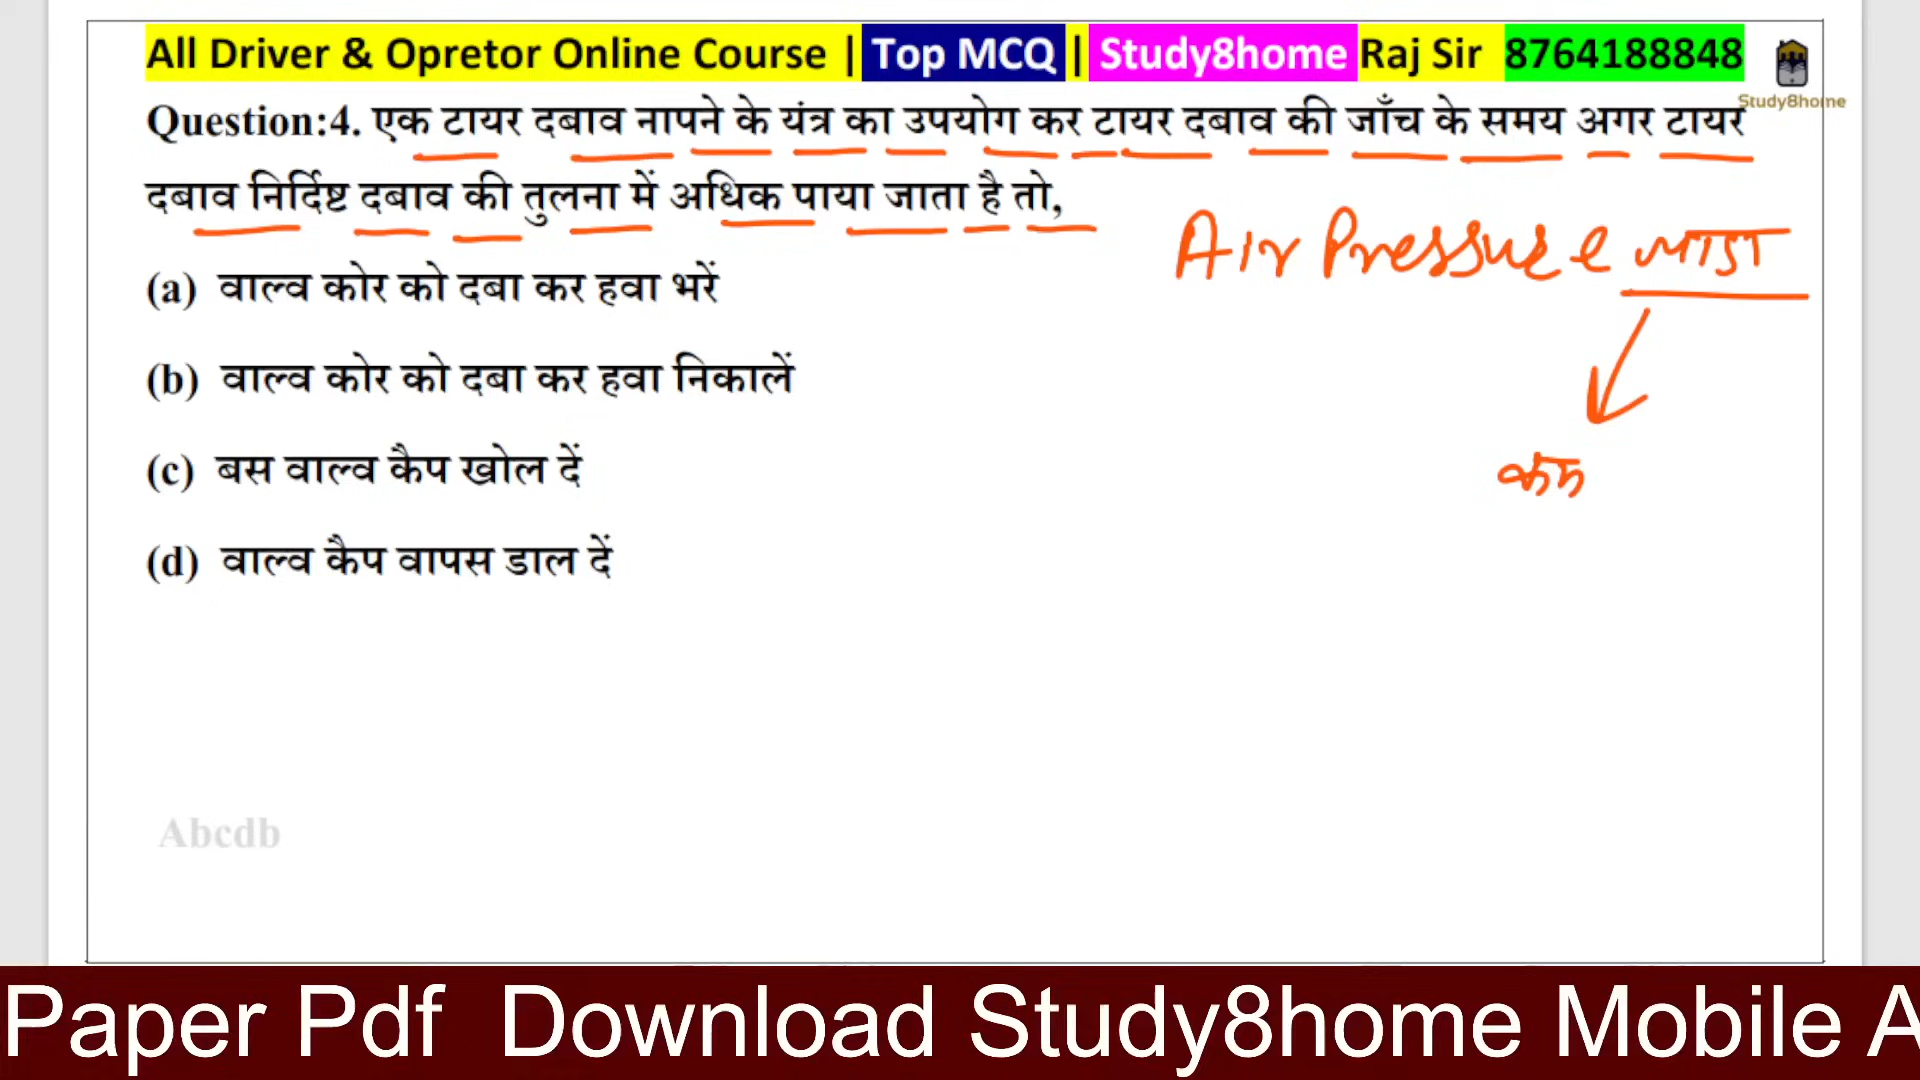 All Driver & Opretor Online Course | Top MCQ | Study8home Raj Sir 8764188848
Study8home
Question:4. एक टायर दबाव नापने के यंत्र का उपयोग कर टायर दबाव की जाँच के समय अगर टायर
दबाव निर्दिष्ट दबाव की तुलना में अधिक पाया जाता है तो,
Air Pressure
(a) वाल्व कोर को दबा कर हवा भरें
(b) वाल्व कोर को दबा कर हवा निकालें
(c) बस वाल्व कैप खोल दें
कम
(d) वाल्व कैप वापस डाल दें
Abcdb
Paper Pdf Download Study8home Mobile A